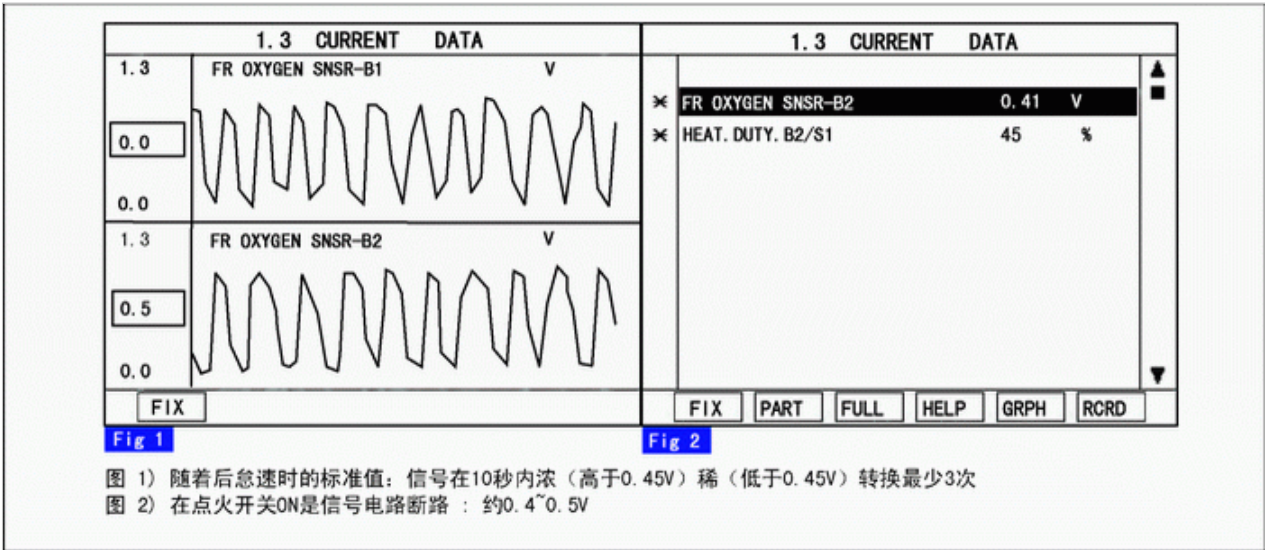 1.3 CURRENT DATA
1.3
FR OXYGEN SNSR-B1 V
0.0
0.0
1.3
FR OXYGEN SNSR-B2 V
0.5
0.0
FIX
Fig 1
1.3 CURRENT DATA
× FR OXYGEN SNSR-B2 0.41 V
× HEAT.DUTY.B2/S1 45 %
FIX PART FULL HELP GRPH RCRD
Fig 2
图 1) 随着后怠速时的标准值: 信号在10秒内浓（高于0.45V）稀（低于0.45V）转换最少3次
图 2) 在点火开关ON是信号电路断路 : 约0.4~0.5V